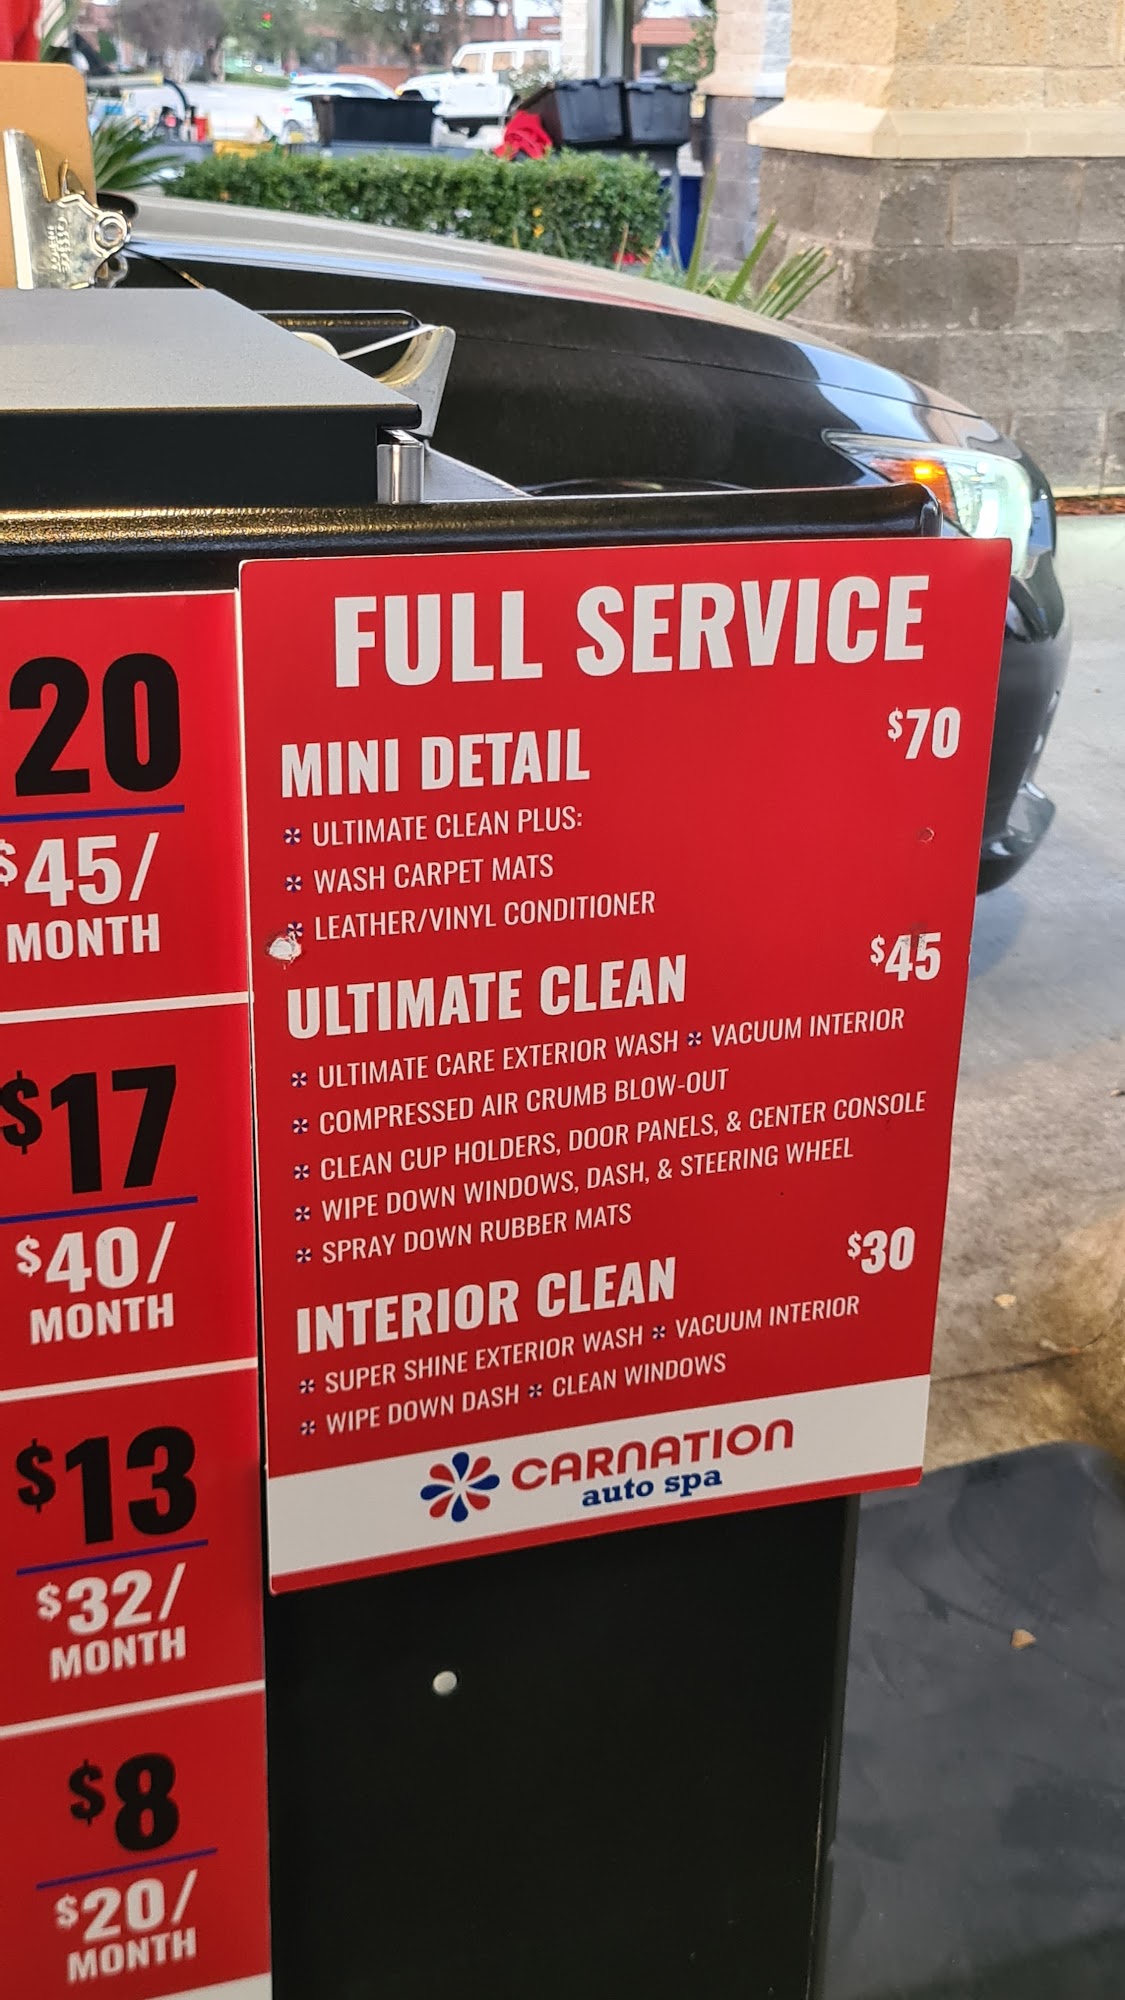 $20
$45/
MONTH
$17
$40/
MONTH
$13
$32/
MONTH
$8
$20/
MONTH
FULL SERVICE
MINI DETAIL $70
ULTIMATE CLEAN PLUS:
WASH CARPET MATS
LEATHER/VINYL CONDITIONER
ULTIMATE CLEAN $45
ULTIMATE CARE EXTERIOR WASH VACUUM INTERIOR
COMPRESSED AIR CRUMB BLOW-OUT
CLEAN CUP HOLDERS, DOOR PANELS, & CENTER CONSOLE
WIPE DOWN WINDOWS, DASH, & STEERING WHEEL
SPRAY DOWN RUBBER MATS
INTERIOR CLEAN $30
SUPER SHINE EXTERIOR WASH VACUUM INTERIOR
WIPE DOWN DASH CLEAN WINDOWS
CARNATION
auto spa